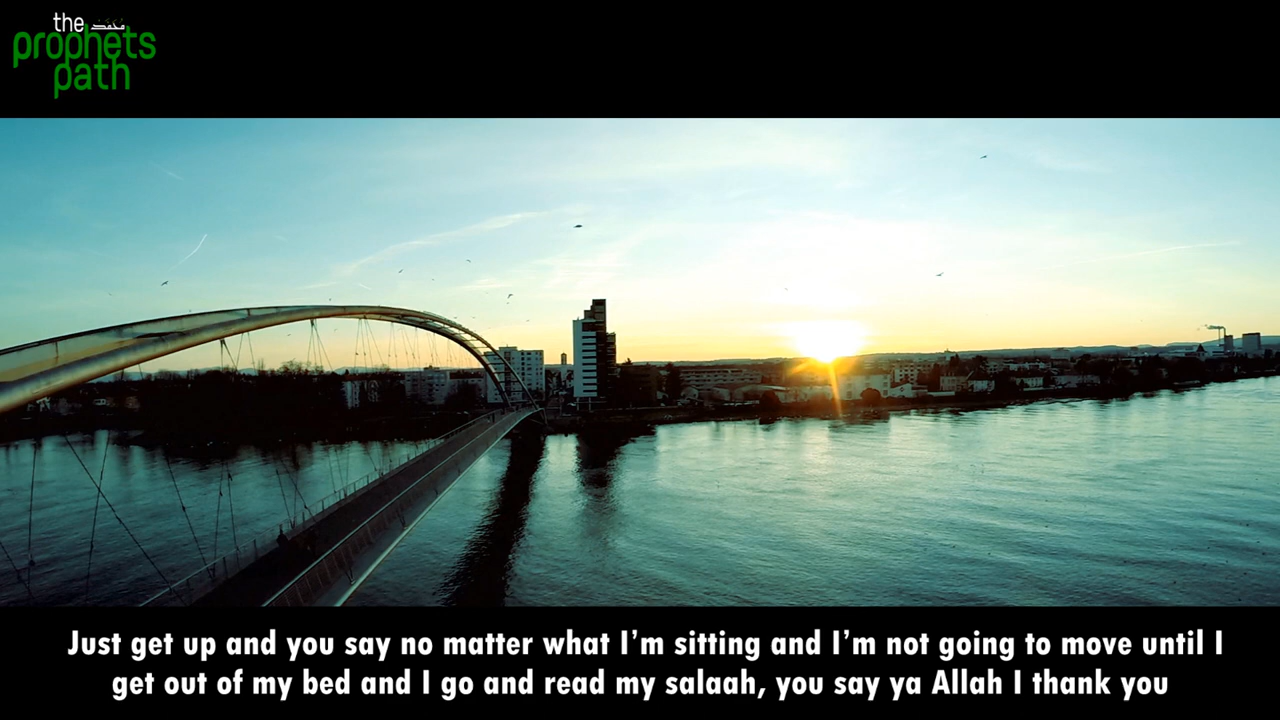 the محمد
prophets
path
Just get up and you say no matter what I’m sitting and I’m not going to move until I
get out of my bed and I go and read my salaah, you say ya Allah I thank you